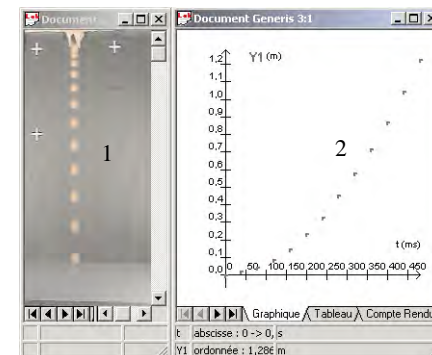 Document
Document Generis 3:1
Y1 (m)
1,2
1,1
1,0
0,9
0,8
0,7
0,6
0,5
0,4
0,3
0,2
0,1
0,0
0 50 100 150 200 250 300 350 400 450
t (ms)
1
2
Graphique Tableau Compte Rendu
t abscisse : 0 -> 0, s
Y1 ordonnée : 1,286 m